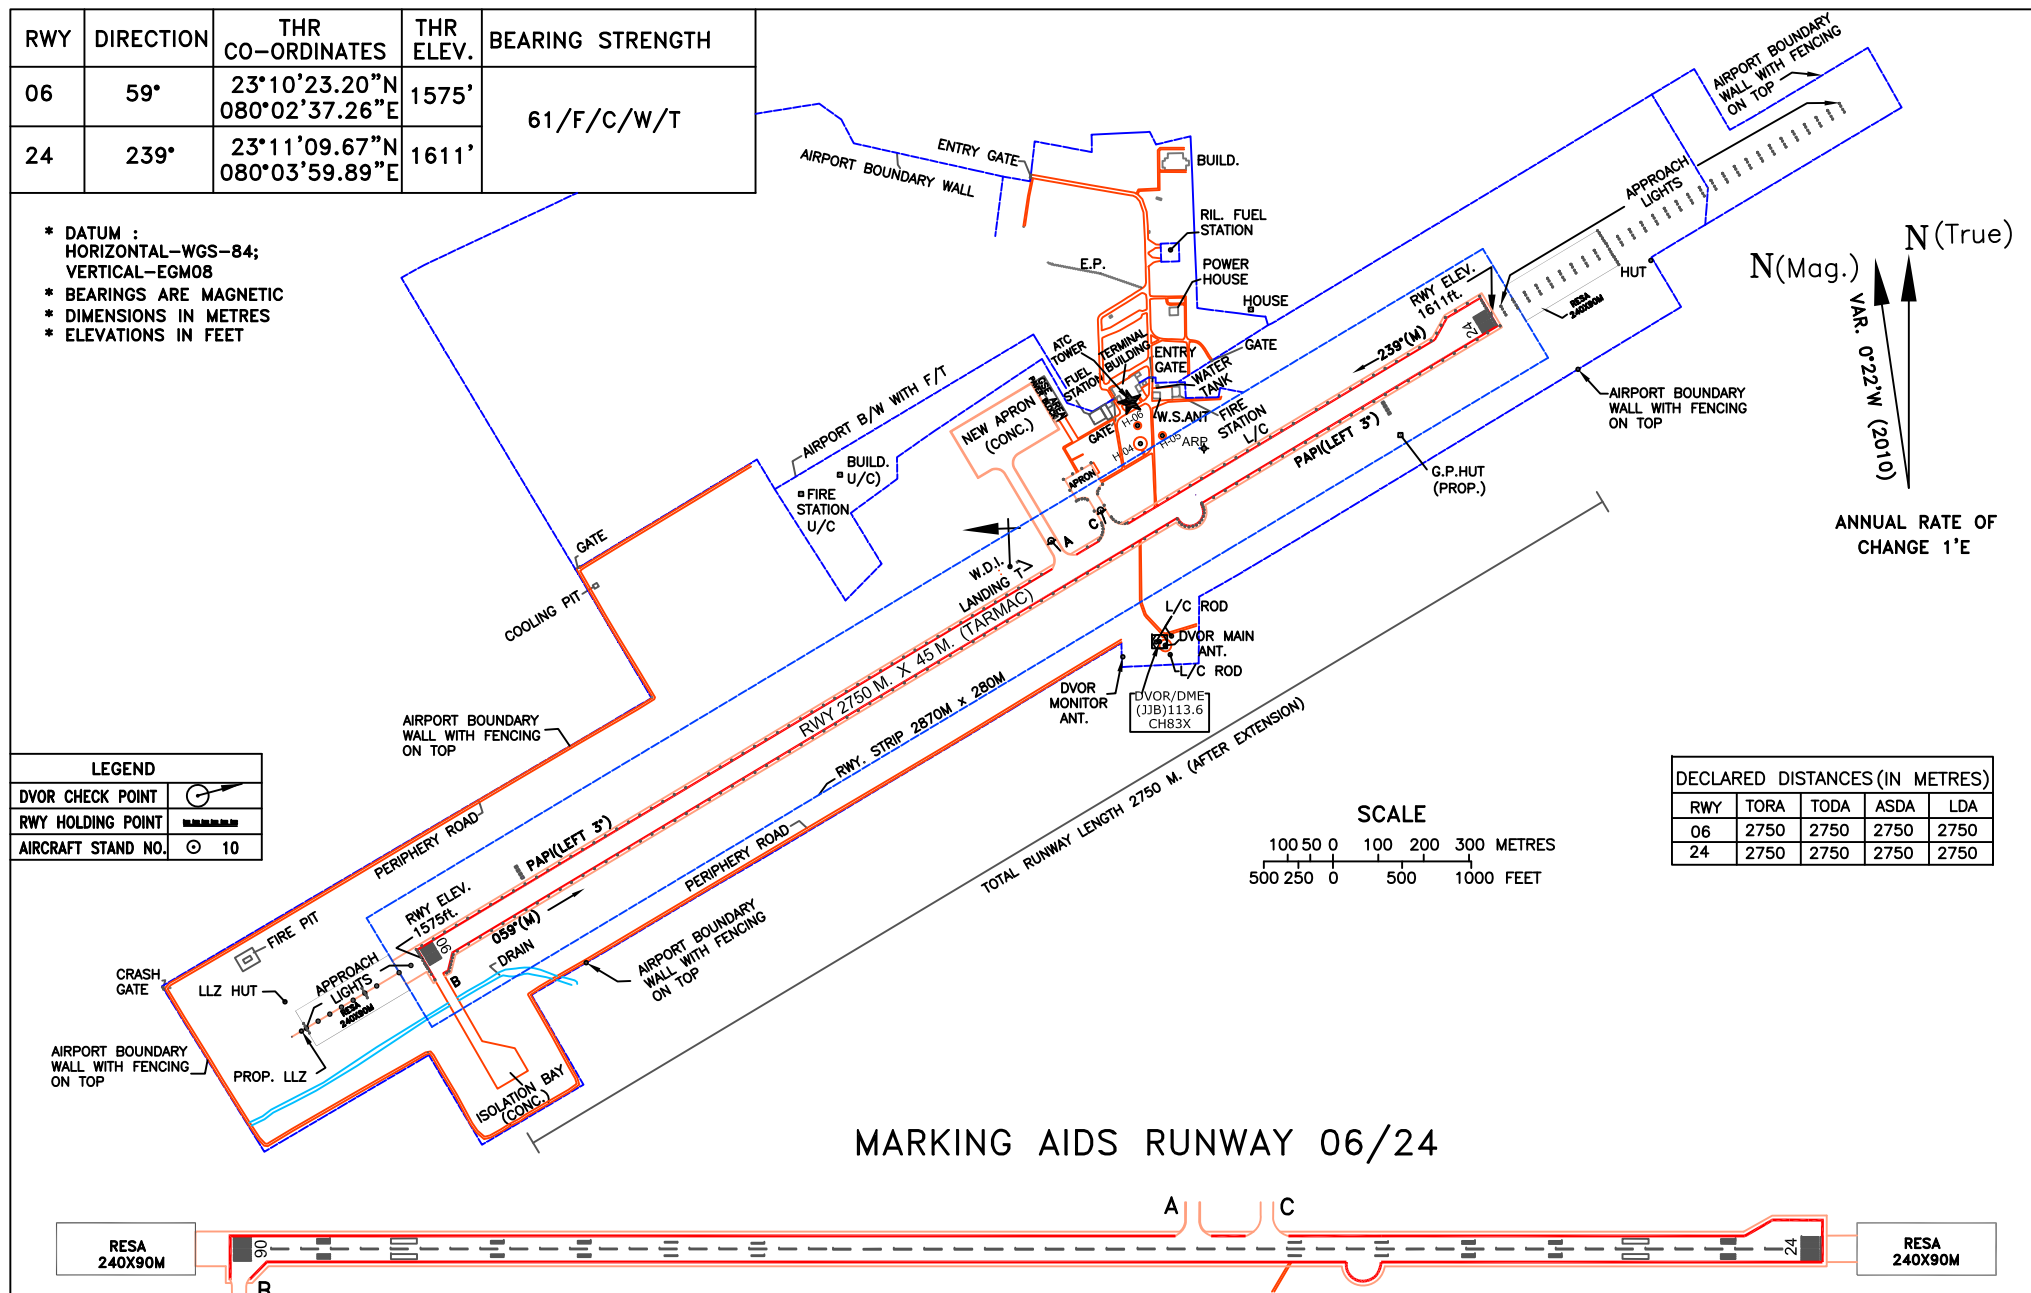 RWY DIRECTION THR CO-ORDINATES THR ELEV. BEARING STRENGTH
06 59° 23°10'23.20"N 080°02'37.26"E 1575'
61/F/C/W/T
24 239° 23°11'09.67"N 080°03'59.89"E 1611'
* DATUM :
HORIZONTAL-WGS-84;
VERTICAL-EGM08
* BEARINGS ARE MAGNETIC
* DIMENSIONS IN METRES
* ELEVATIONS IN FEET
AIRPORT BOUNDARY WALL
ENTRY GATE
BUILD.
RIL. FUEL
STATION
E.P.
POWER
HOUSE
HOUSE
GATE
ATC
TOWER
TERMINAL
BUILDING
FUEL
STATION
ENTRY
GATE
WATER
TANK
W.S.ANT
FIRE
STATION
L/C
GATE
H-06
H-05
H-04
ARP
APRON
NEW APRON
(CONC.)
AIRPORT B/W WITH F/T
BUILD.
U/C)
FIRE
STATION
U/C
GATE
COOLING PIT
W.D.I.
LANDING T
A
C
AIRPORT BOUNDARY
WALL WITH FENCING
ON TOP
APPROACH
LIGHTS
HUT
RESA
240X90M
RWY ELEV.
1611ft.
24
239°(M)
PAPI(LEFT 3°)
G.P.HUT
(PROP.)
AIRPORT BOUNDARY
WALL WITH FENCING
ON TOP
N(Mag.)
N(True)
VAR. 0°22'W (2010)
ANNUAL RATE OF
CHANGE 1'E
RWY 2750 M. X 45 M. (TARMAC)
RWY. STRIP 2870M x 280M
L/C ROD
DVOR MAIN
ANT.
L/C ROD
DVOR
MONITOR
ANT.
DVOR/DME
(JJB)113.6
CH83X
TOTAL RUNWAY LENGTH 2750 M. (AFTER EXTENSION)
AIRPORT BOUNDARY
WALL WITH FENCING
ON TOP
LEGEND
DVOR CHECK POINT
RWY HOLDING POINT
AIRCRAFT STAND NO. 10
PERIPHERY ROAD
PAPI(LEFT 3°)
PERIPHERY ROAD
RWY ELEV.
1575ft.
06
059°(M)
DRAIN
B
AIRPORT BOUNDARY
WALL WITH FENCING
ON TOP
FIRE PIT
CRASH
GATE
LLZ HUT
APPROACH
LIGHTS
RESA
240X90M
PROP. LLZ
AIRPORT BOUNDARY
WALL WITH FENCING
ON TOP
ISOLATION BAY
(CONC.)
SCALE
100 50 0 100 200 300 METRES
500 250 0 500 1000 FEET
DECLARED DISTANCES(IN METRES)
RWY TORA TODA ASDA LDA
06 2750 2750 2750 2750
24 2750 2750 2750 2750
MARKING AIDS RUNWAY 06/24
A
C
RESA
240X90M
06
24
RESA
240X90M
B